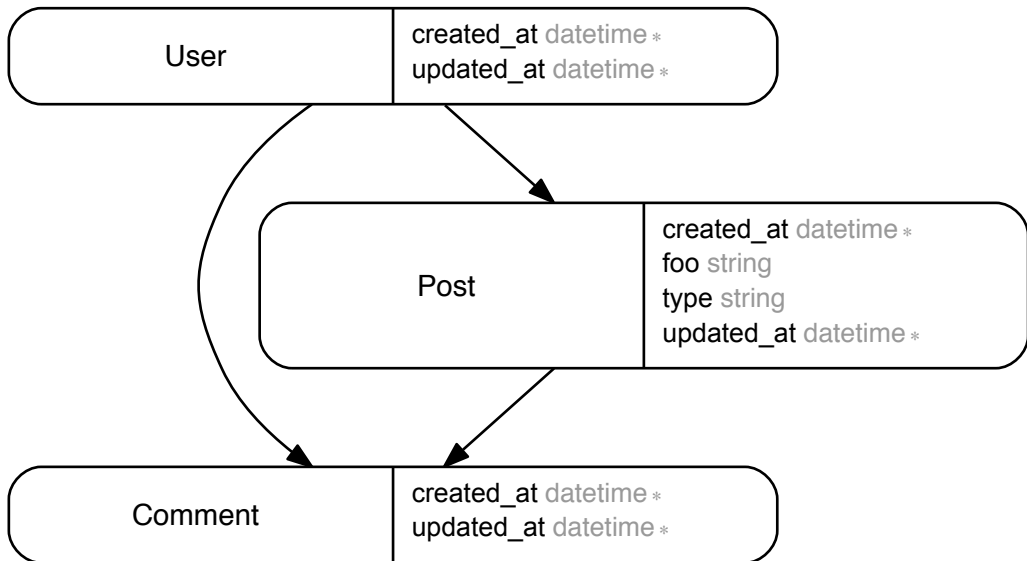 User
created_at datetime *
updated_at datetime *
Post
created_at datetime *
foo string
type string
updated_at datetime *
Comment
created_at datetime *
updated_at datetime *